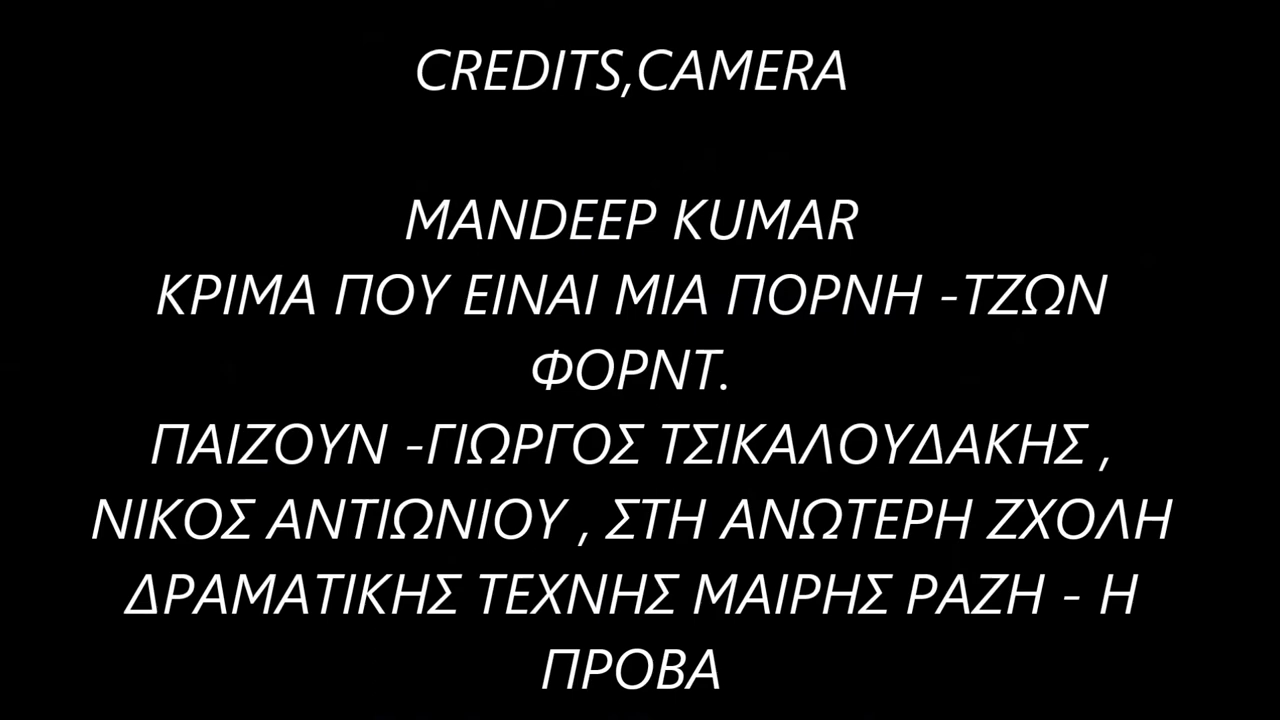 CREDITS,CAMERA
MANDEEP KUMAR
ΚΡΙΜΑ ΠΟΥ ΕΙΝΑΙ ΜΙΑ ΠΟΡΝΗ -ΤΖΩΝ
ΦΟΡΝΤ.
ΠΑΙΖΟΥΝ -ΓΙΩΡΓΟΣ ΤΣΙΚΑΛΟΥΔΑΚΗΣ ,
ΝΙΚΟΣ ΑΝΤΙΩΝΙΟΥ , ΣΤΗ ΑΝΩΤΕΡΗ ΖΧΟΛΗ
ΔΡΑΜΑΤΙΚΗΣ ΤΕΧΝΗΣ ΜΑΙΡΗΣ ΡΑΖΗ - Η
ΠΡΟΒΑ